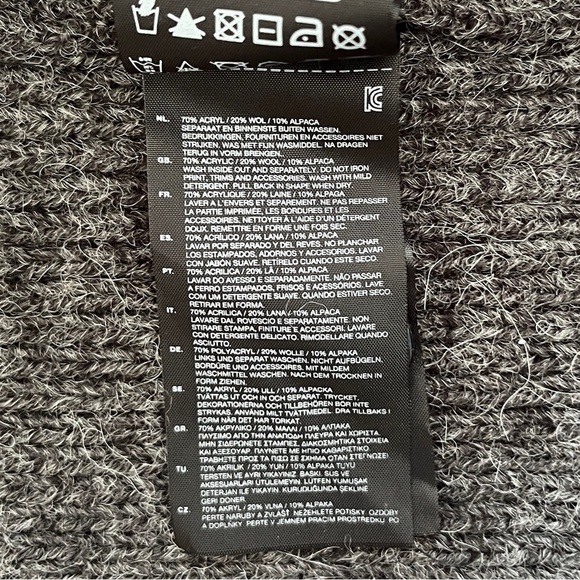 NL. 70% ACRYL / 20% WOL / 10% ALPACA
SEPARAAT EN BINNENSTE BUITEN WASSEN.
BEDRUKKINGEN, FOURNITUREN EN ACCESSOIRES NIET
STRIJKEN. WAS MET FIJN WASMIDDEL. NA DRAGEN
TERUG IN VORM BRENGEN.
GB. 70% ACRYLIC / 20% WOOL / 10% ALPACA
WASH INSIDE OUT AND SEPARATELY. DO NOT IRON
PRINT, TRIMS AND ACCESSORIES. WASH WITH MILD
DETERGENT. PULL BACK IN SHAPE WHEN DRY.
FR. 70% ACRYLIQUE / 20% LAINE / 10% ALPAGA
LAVER A L'ENVERS ET SEPAREMENT. NE PAS REPASSER
LA PARTIE IMPRIMÉE, LES BORDURES ET LES
ACCESSOIRES. NETTOYER À L'AIDE D'UN DÉTERGENT
DOUX. REMETTRE EN FORME UNE FOIS SEC.
ES. 70% ACRÍLICO / 20% LANA / 10% ALPACA
LAVAR POR SEPARADO Y DEL REVES. NO PLANCHAR
LOS ESTAMPADOS, ADORNOS Y ACCESORIOS. LAVAR
CON JABÓN SUAVE. RETÍRELO CUANDO ESTE SECO.
PT. 70% ACRILICA / 20% LÃ / 10% ALPACA
LAVAR DO AVESSO E SEPARADAMENTE. NÃO PASSAR
A FERRO ESTAMPADOS, FRISOS E ACESSÓRIOS. LAVE
COM UM DETERGENTE SUAVE. QUANDO ESTIVER SECO,
RETIRAR EM FORMA.
IT. 70% ACRILICA / 20% LANA / 10% ALPACA
LAVARE DAL ROVESCIO E SEPARATAMENTE. NON
STIRARE STAMPA, FINITURE E ACCESSORI. LAVARE
CON DETERGENTE DELICATO. RIMODELLARE QUANDO
ASCIUTTO.
DE. 70% POLYACRYL / 20% WOLLE / 10% ALPACA
LINKS UND SEPARAT WASCHEN. NICHT AUFBÜGELN.
BORDÜREN UND ACCESSOIRES. MIT MILDEM
WASCHMITTEL WASCHEN. NACH DEM TROCKNEN IN
FORM ZIEHEN.
SE. 70% AKRYL / 20% ULL / 10% ALPACKA
TVÄTTAS UT OCH IN OCH SEPARAT. TRYCKET,
DEKORATIONERNA OCH TILLBEHÖREN BÖR INTE
STRYKAS. ANVÄND MILT TVÄTTMEDEL. DRA TILLBAKS I
FORM NÄR DET HAR TORKAT.
GR. 70% ΑΚΡΥΛΙΚΟ / 20% ΜΑΛΛΙ / 10% ΑΛΠΑΚΑ
ΠΛΥΣΙΜΟ ΑΠΟ ΤΗΝ ΑΝΑΠΟΔΗ ΠΛΕΥΡΑ ΚΑΙ ΧΩΡΙΣΤΑ.
ΜΗΝ ΣΙΔΕΡΩΝΕΤΕ ΣΤΑΜΠΕΣ, ΔΙΑΚΟΣΜΗΤΙΚΑ ΣΤΟΙΧΕΙΑ
ΚΑΙ ΑΞΕΣΟΥΑΡ. ΠΛΥΝΕΤΕ ΜΕ ΗΠΙΟ ΚΑΘΑΡΙΣΤΙΚΟ.
ΤΡΑΒΗΞΤΕ ΠΡΟΣ ΤΑ ΠΙΣΩ ΣΕ ΣΧΗΜΑ ΟΤΑΝ ΣΤΕΓΝΩΣΕΙ.
TU. 70% AKRILIK / 20% YUN / 10% ALPAKA TUYU
TERSTEN VE AYRI YIKAYINIZ. BASKI, SUS VE
AKSESUARLARI ÜTÜLEMEYIN. LÜTFEN YUMUSAK
DETERJAN ILE YIKAYIN. KURUDUĞUNDA ŞEKLEN
GERI DÖNER.
CZ. 70% AKRYL / 20% VLNA / 10% ALPAKA
PERTE NARUBY A ZVLÁŠŤ. NEŽEHLETE POTISKY, OZDOBY
A DOPLŇKY. PERTE V JEMNÉM PRACÍM PROSTŘEDKU. PO